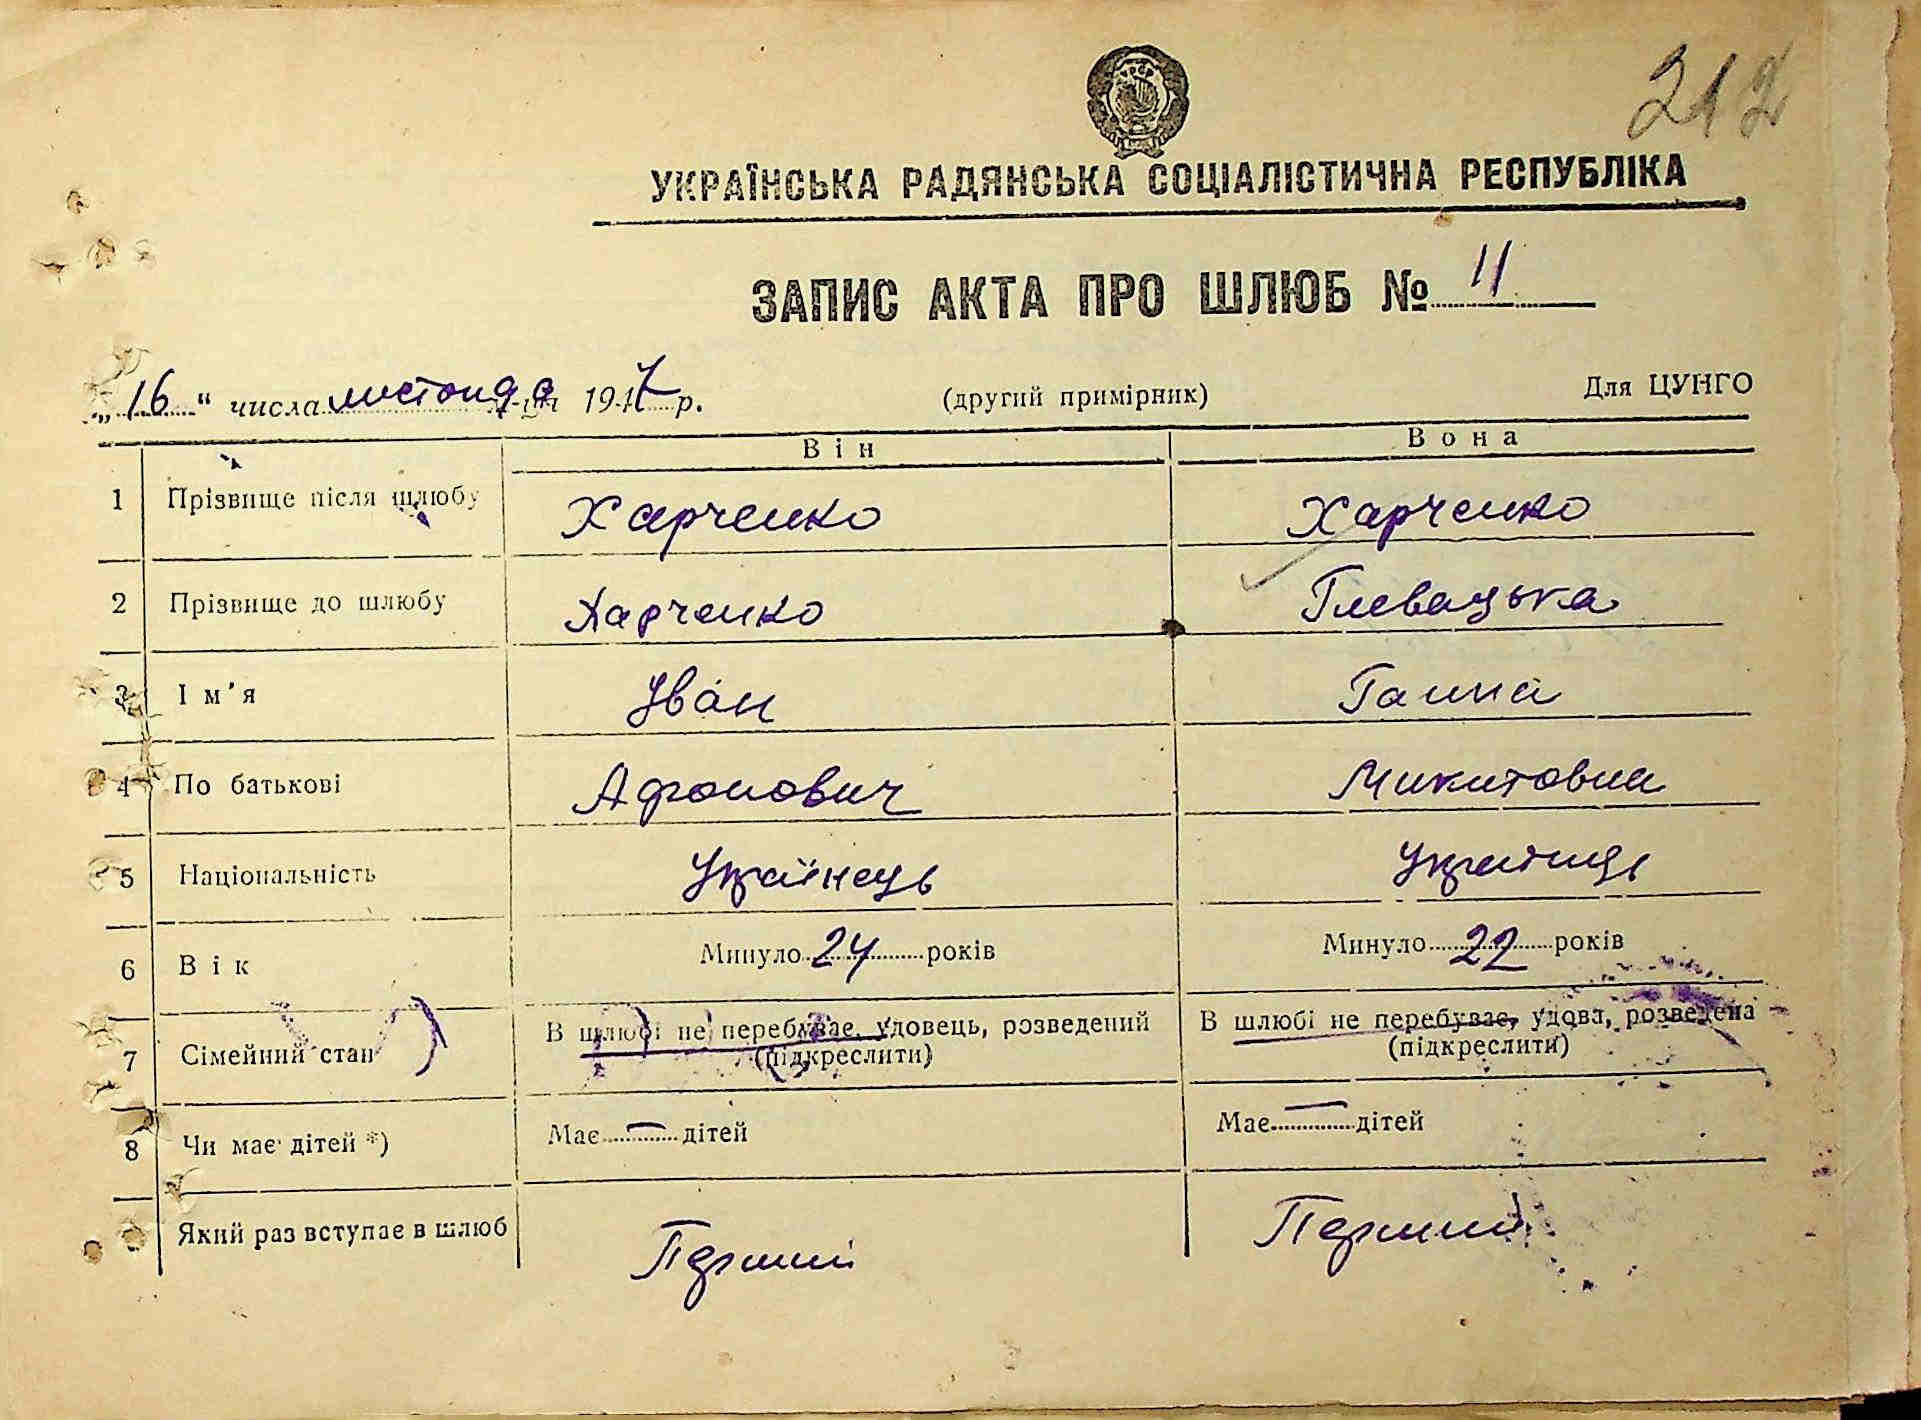 212
УРСР
УКРАЇНСЬКА РАДЯНСЬКА СОЦІАЛІСТИЧНА РЕСПУБЛІКА
ЗАПИС АКТА ПРО ШЛЮБ № 11
„16“ числа листопада 1947 р. (другий примірник) Для ЦУНГО
Він Вона
1 Прізвище після шлюбу Харченко Харченко
2 Прізвище до шлюбу Харченко Глевацька
3 Ім'я Іван Ганна
4 По батькові Афонович Микитовна
5 Національність Українець Українець
6 Вік Минуло 24 років Минуло 22 років
7 Сімейний стан В шлюбі не перебуває, удовець, розведений (підкреслити) В шлюбі не перебуває, удова, розведена (підкреслити)
8 Чи має дітей *) Має — дітей Має — дітей
Який раз вступає в шлюб Перший Перший